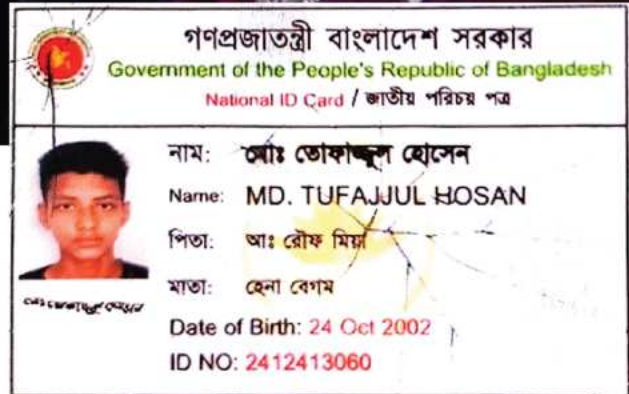 গণপ্রজাতন্ত্রী বাংলাদেশ সরকার
Government of the People's Republic of Bangladesh
National ID Card / জাতীয় পরিচয় পত্র
নাম: মোঃ তোফাজ্জুল হোসেন
Name: MD. TUFAJJUL HOSAN
পিতা: আঃ রৌফ মিয়া
মাতা: হেনা বেগম
Date of Birth: 24 Oct 2002
ID NO: 2412413060